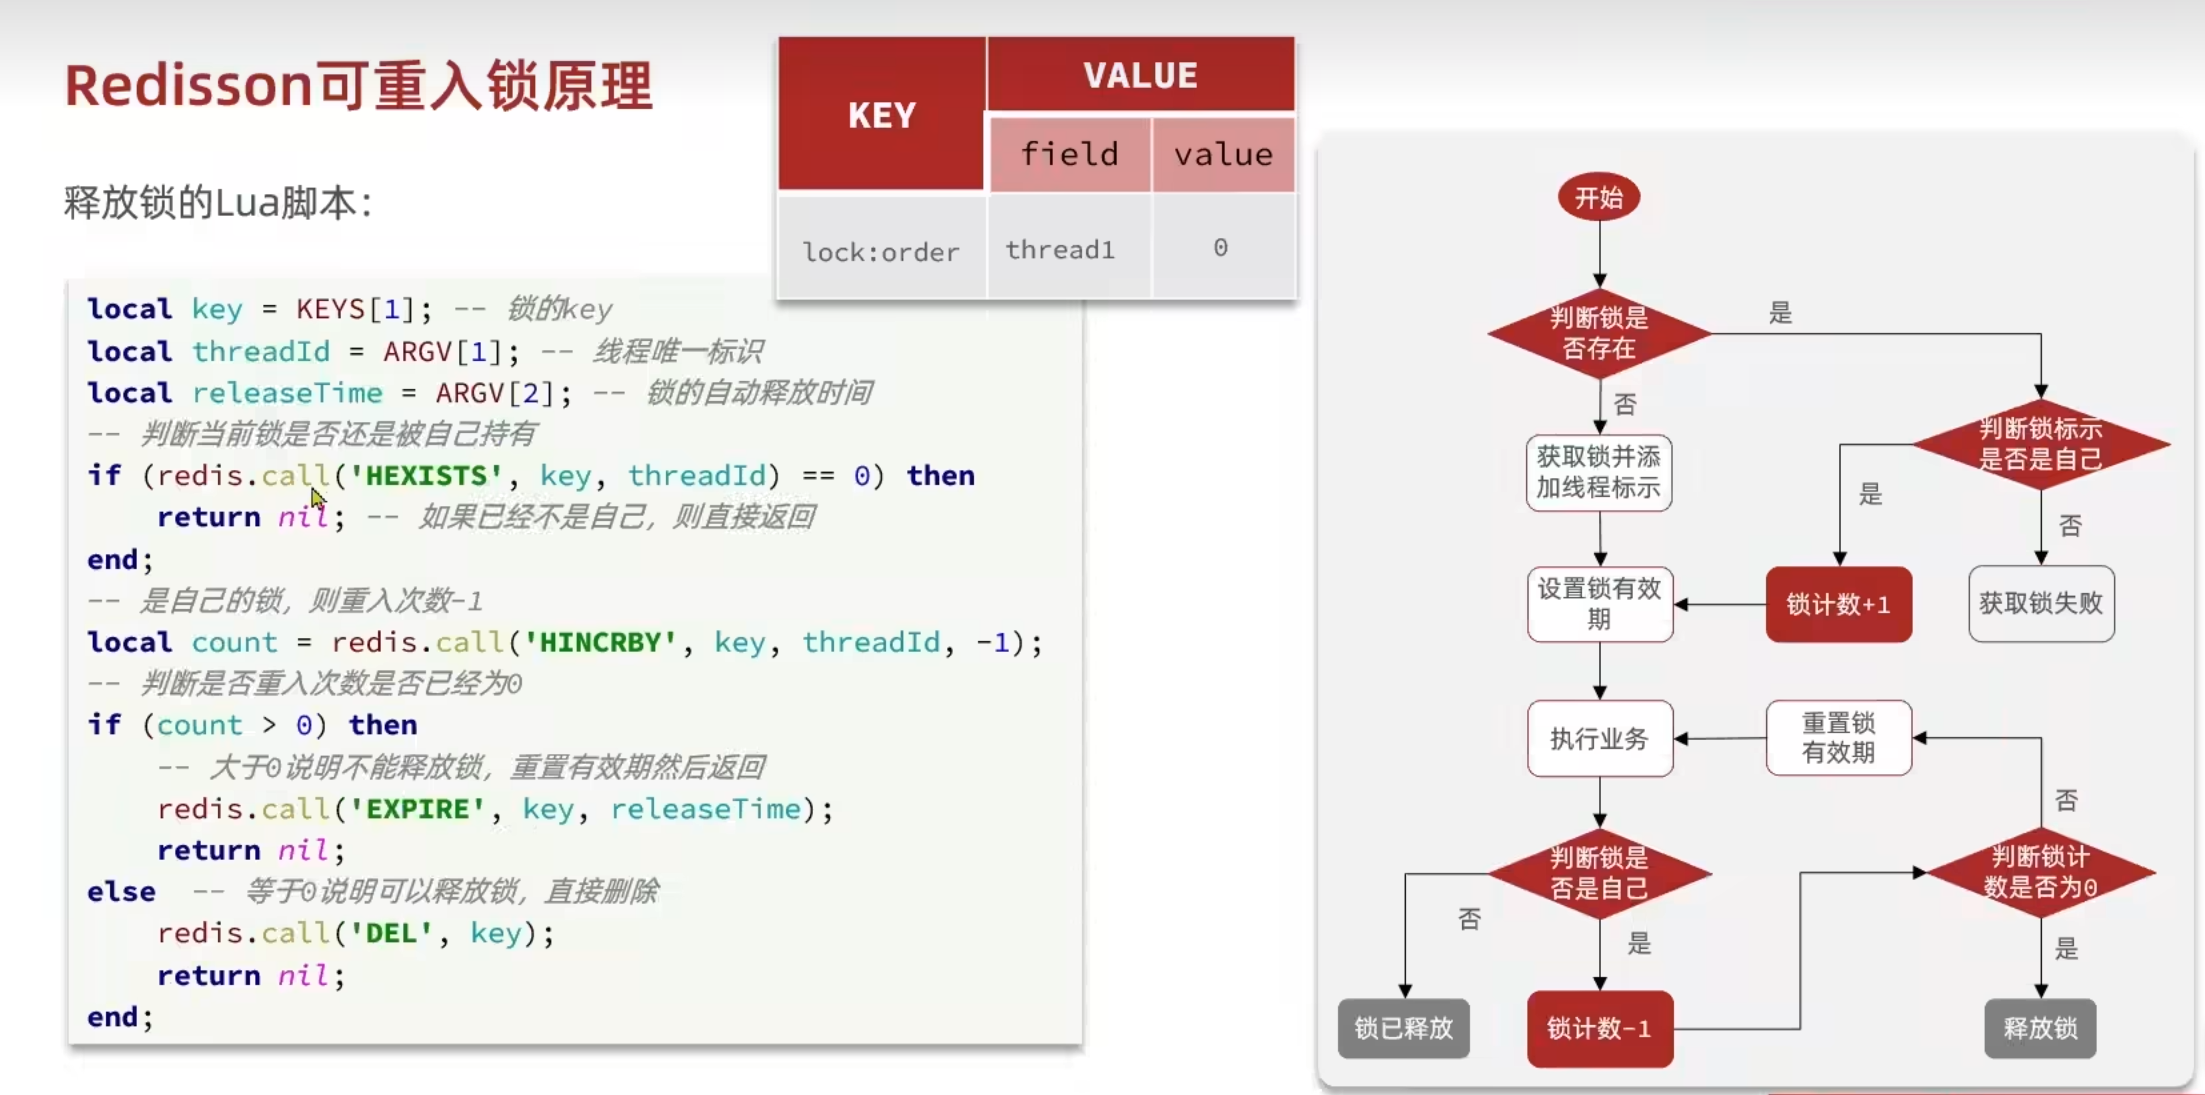 Redisson可重入锁原理
释放锁的Lua脚本：
KEY
VALUE
field
value
lock:order
thread1
0
local key = KEYS[1]; -- 锁的key
local threadId = ARGV[1]; -- 线程唯一标识
local releaseTime = ARGV[2]; -- 锁的自动释放时间
-- 判断当前锁是否还是被自己持有
if (redis.call('HEXISTS', key, threadId) == 0) then
    return nil; -- 如果已经不是自己，则直接返回
end;
-- 是自己的锁，则重入次数-1
local count = redis.call('HINCRBY', key, threadId, -1);
-- 判断是否重入次数是否已经为0
if (count > 0) then
    -- 大于0说明不能释放锁，重置有效期然后返回
    redis.call('EXPIRE', key, releaseTime);
    return nil;
else  -- 等于0说明可以释放锁，直接删除
    redis.call('DEL', key);
    return nil;
end;
开始
判断锁是
否存在
是
否
判断锁标示
是否是自己
获取锁并添
加线程标示
是
否
设置锁有效
期
锁计数+1
获取锁失败
执行业务
重置锁
有效期
否
判断锁是
否是自己
判断锁计
数是否为0
否
是
是
锁已释放
锁计数-1
释放锁